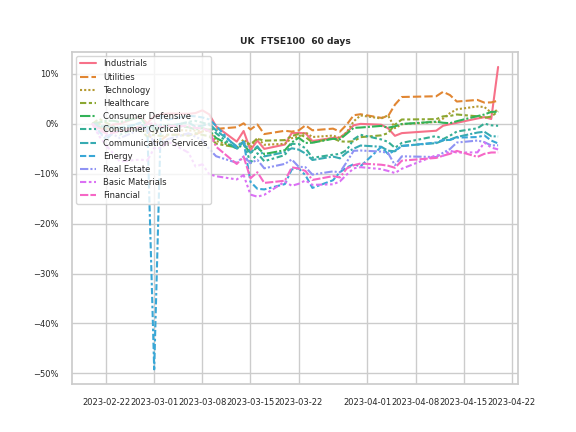 UK FTSE100 60 days
Industrials
Utilities
Technology
Healthcare
Consumer Defensive
Consumer Cyclical
Communication Services
Energy
Real Estate
Basic Materials
Financial
10%
0%
−10%
−20%
−30%
−40%
−50%
2023-02-22 2023-03-01 2023-03-08 2023-03-15 2023-03-22 2023-04-01 2023-04-08 2023-04-15 2023-04-22